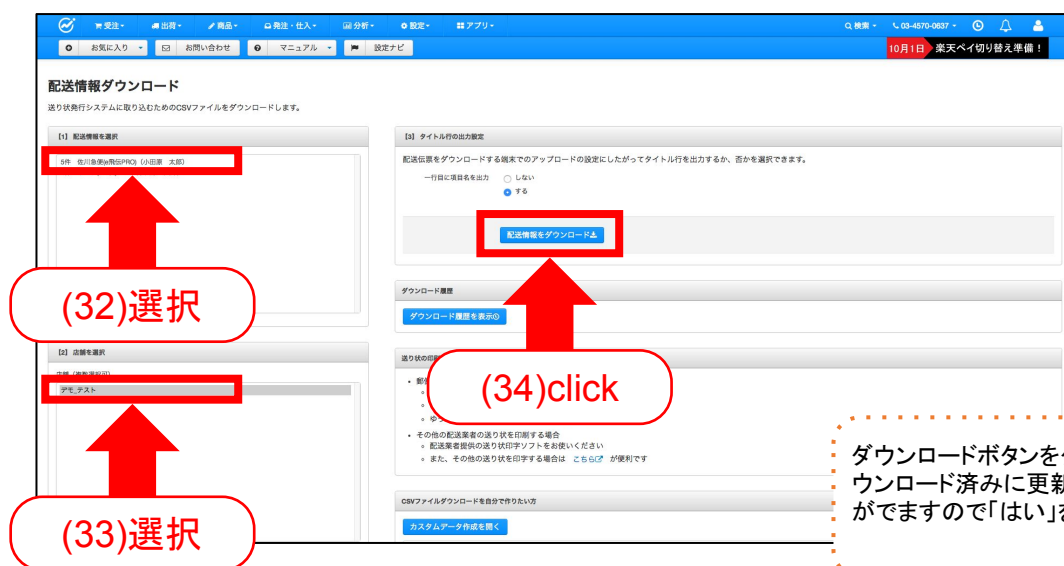 受注 出荷 商品 発注・仕入 分析 設定 アプリ 検索 03-4570-0637
お気に入り お問い合わせ マニュアル 設定ナビ 10月1日 楽天ペイ切り替え準備！
配送情報ダウンロード
送り状発行システムに取り込むためのCSVファイルをダウンロードします。
[1] 配送情報を選択
5件 佐川急便(e飛伝PRO)(小田原 太郎)
(32)選択
[2] 店舗を選択
店舗(複数選択可)
デモ_テスト
(33)選択
[3] タイトル行の出力設定
配送伝票をダウンロードする端末でのアップロードの設定にしたがってタイトル行を出力するか、否かを選択できます。
一行目に項目名を出力 しない
する
配送情報をダウンロード
(34)click
ダウンロード履歴
ダウンロード履歴を表示
送り状の印
・ 郵
ゆ
・ その他の配送業者の送り状を印刷する場合
配送業者提供の送り状印字ソフトをお使いください
また、その他の送り状を印字する場合は こちら が便利です
CSVファイルダウンロードを自分で作りたい方
カスタムデータ作成を開く
ダウンロードボタンを
ウンロード済みに更新
がでますので「はい」